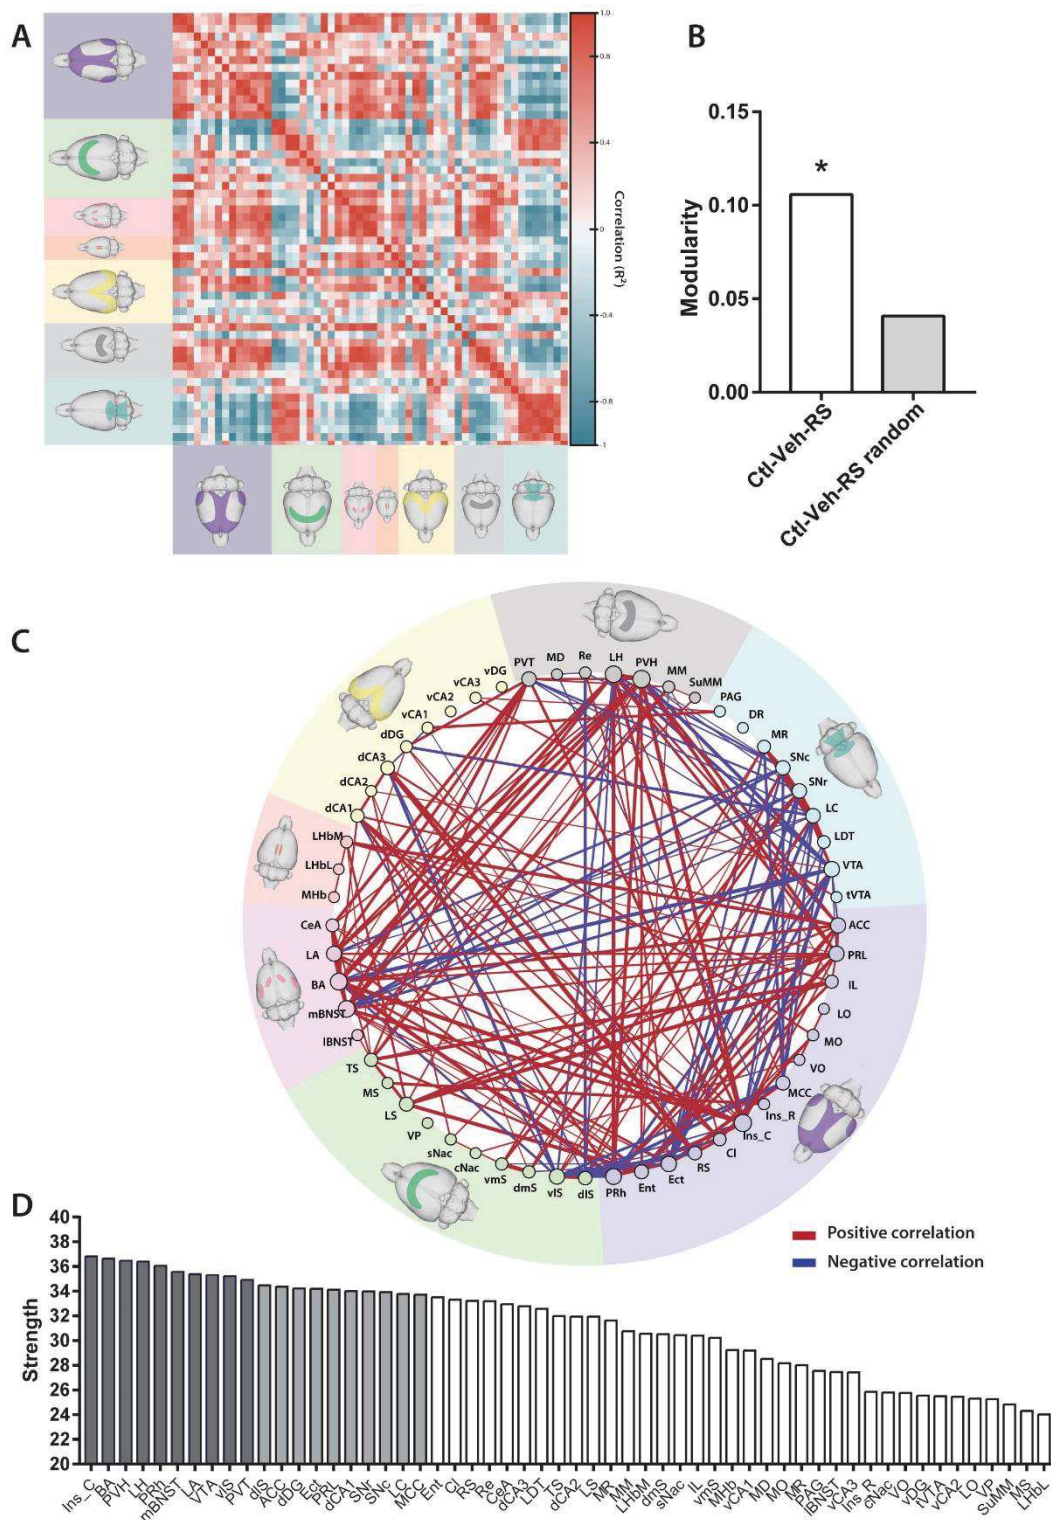 A
1.0
0.8
0.4
0
-0.4
-0.8
-1
Correlation (R²)
B
0.15
0.10
0.05
0.00
Modularity
*
Ctl-Veh-RS
Ctl-Veh-RS random
C
PVT
MD
Re
LH
PVH
MM
SuMM
PAG
DR
MR
SNc
SNr
LC
LDT
VTA
tVTA
ACC
PRL
IL
LO
MO
VO
MCC
Ins_R
Ins_C
Cl
RS
Ect
Ent
PRh
dlS
vlS
dmS
vmS
cNac
sNac
VP
LS
MS
TS
lBNST
mBNST
BA
LA
CeA
MHb
LHbL
LHbM
dCA1
dCA2
dCA3
dDG
vCA1
vCA2
vCA3
vDG
Positive correlation
Negative correlation
D
40
38
36
34
32
30
28
26
24
22
20
Strength
Ins_C
BA
PVH
LH
PRh
mBNST
LA
VTA
vlS
PVT
dlS
ACC
dDG
Ect
PRL
dCA1
SNr
SNc
LC
MCC
Ent
Cl
RS
Re
CeA
dCA3
LDT
TS
dCA2
LS
MR
MM
LHbM
dmS
sNac
IL
vmS
MHb
vCA1
MD
MO
MR
PAG
lBNST
vCA3
Ins_R
cNac
VO
vDG
tVTA
vCA2
LO
VP
SuMM
MS
LHbL